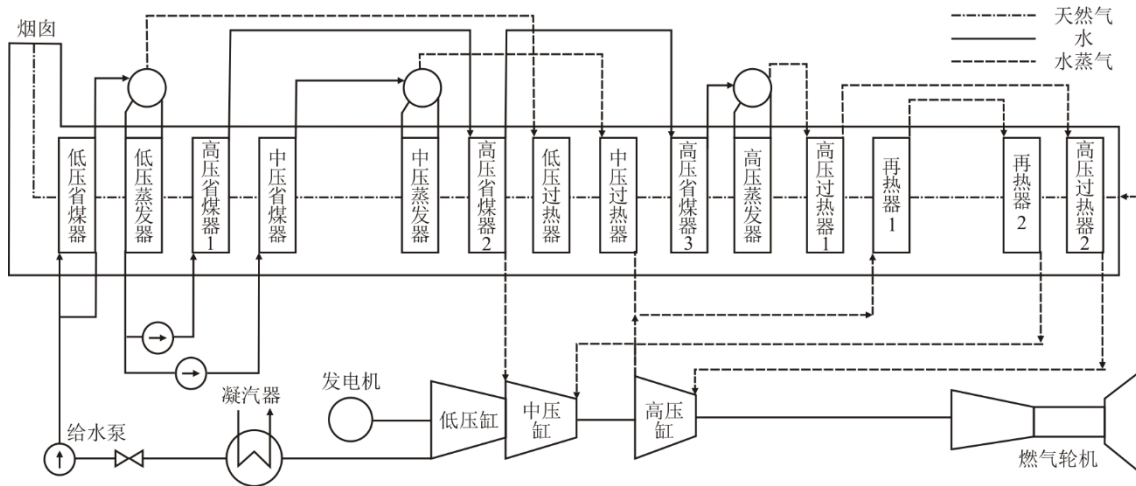 烟囱
天然气
水
水蒸气
低压省煤器
低压蒸发器
高压省煤器1
中压省煤器
中压蒸发器
高压省煤器2
低压过热器
中压过热器
高压省煤器3
高压蒸发器
高压过热器1
再热器1
再热器2
高压过热器2
凝汽器
发电机
给水泵
低压缸
中压缸
高压缸
燃气轮机